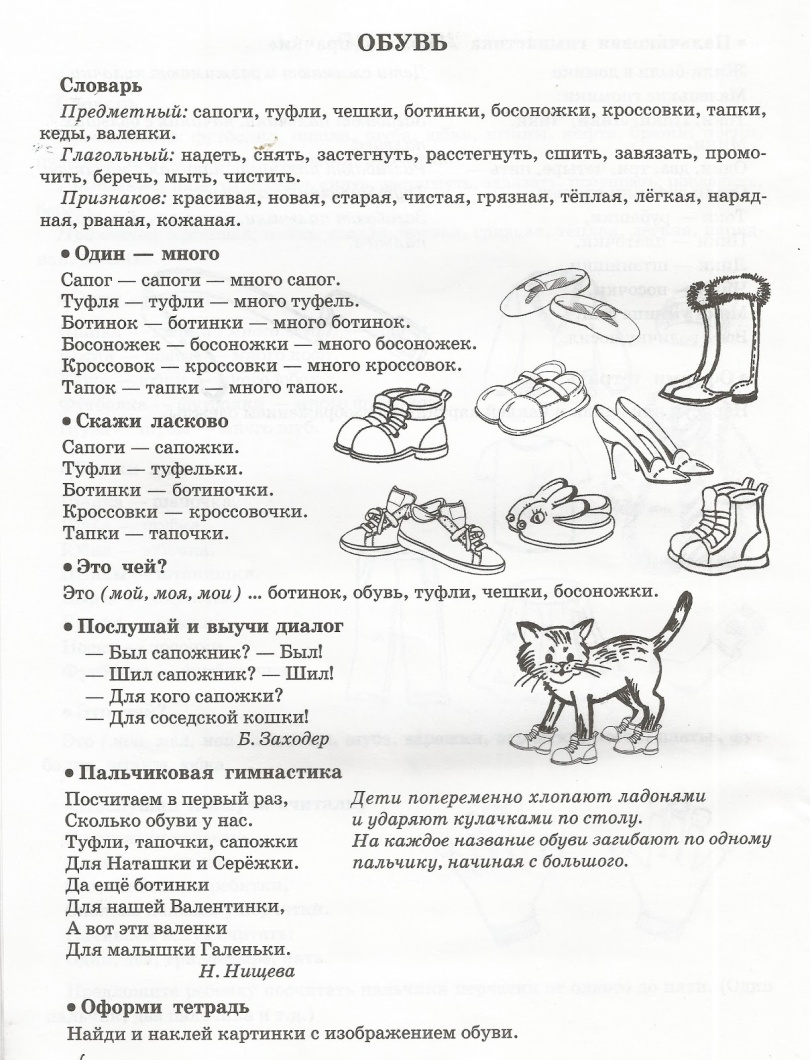 ОБУВЬ
Словарь
Предметный: сапоги, туфли, чешки, ботинки, босоножки, кроссовки, тапки,
кеды, валенки.
Глагольный: надеть, снять, застегнуть, расстегнуть, сшить, завязать, промо-
чить, беречь, мыть, чистить.
Признаков: красивая, новая, старая, чистая, грязная, тёплая, лёгкая, наряд-
ная, рваная, кожаная.
• Один — много
Сапог — сапоги — много сапог.
Туфля — туфли — много туфель.
Ботинок — ботинки — много ботинок.
Босоножек — босоножки — много босоножек.
Кроссовок — кроссовки — много кроссовок.
Тапок — тапки — много тапок.
• Скажи ласково
Сапоги — сапожки.
Туфли — туфельки.
Ботинки — ботиночки.
Кроссовки — кроссовочки.
Тапки — тапочки.
• Это чей?
Это (мой, моя, мои) ... ботинок, обувь, туфли, чешки, босоножки.
• Послушай и выучи диалог
— Был сапожник? — Был!
— Шил сапожник? — Шил!
— Для кого сапожки?
— Для соседской кошки!
Б. Заходер
• Пальчиковая гимнастика
Посчитаем в первый раз,
Сколько обуви у нас.
Туфли, тапочки, сапожки
Для Наташки и Серёжки.
Да ещё ботинки
Для нашей Валентинки,
А вот эти валенки
Для малышки Галеньки.
Н. Нищева
Дети попеременно хлопают ладонями
и ударяют кулачками по столу.
На каждое название обуви загибают по одному
пальчику, начиная с большого.
• Оформи тетрадь
Найди и наклей картинки с изображением обуви.